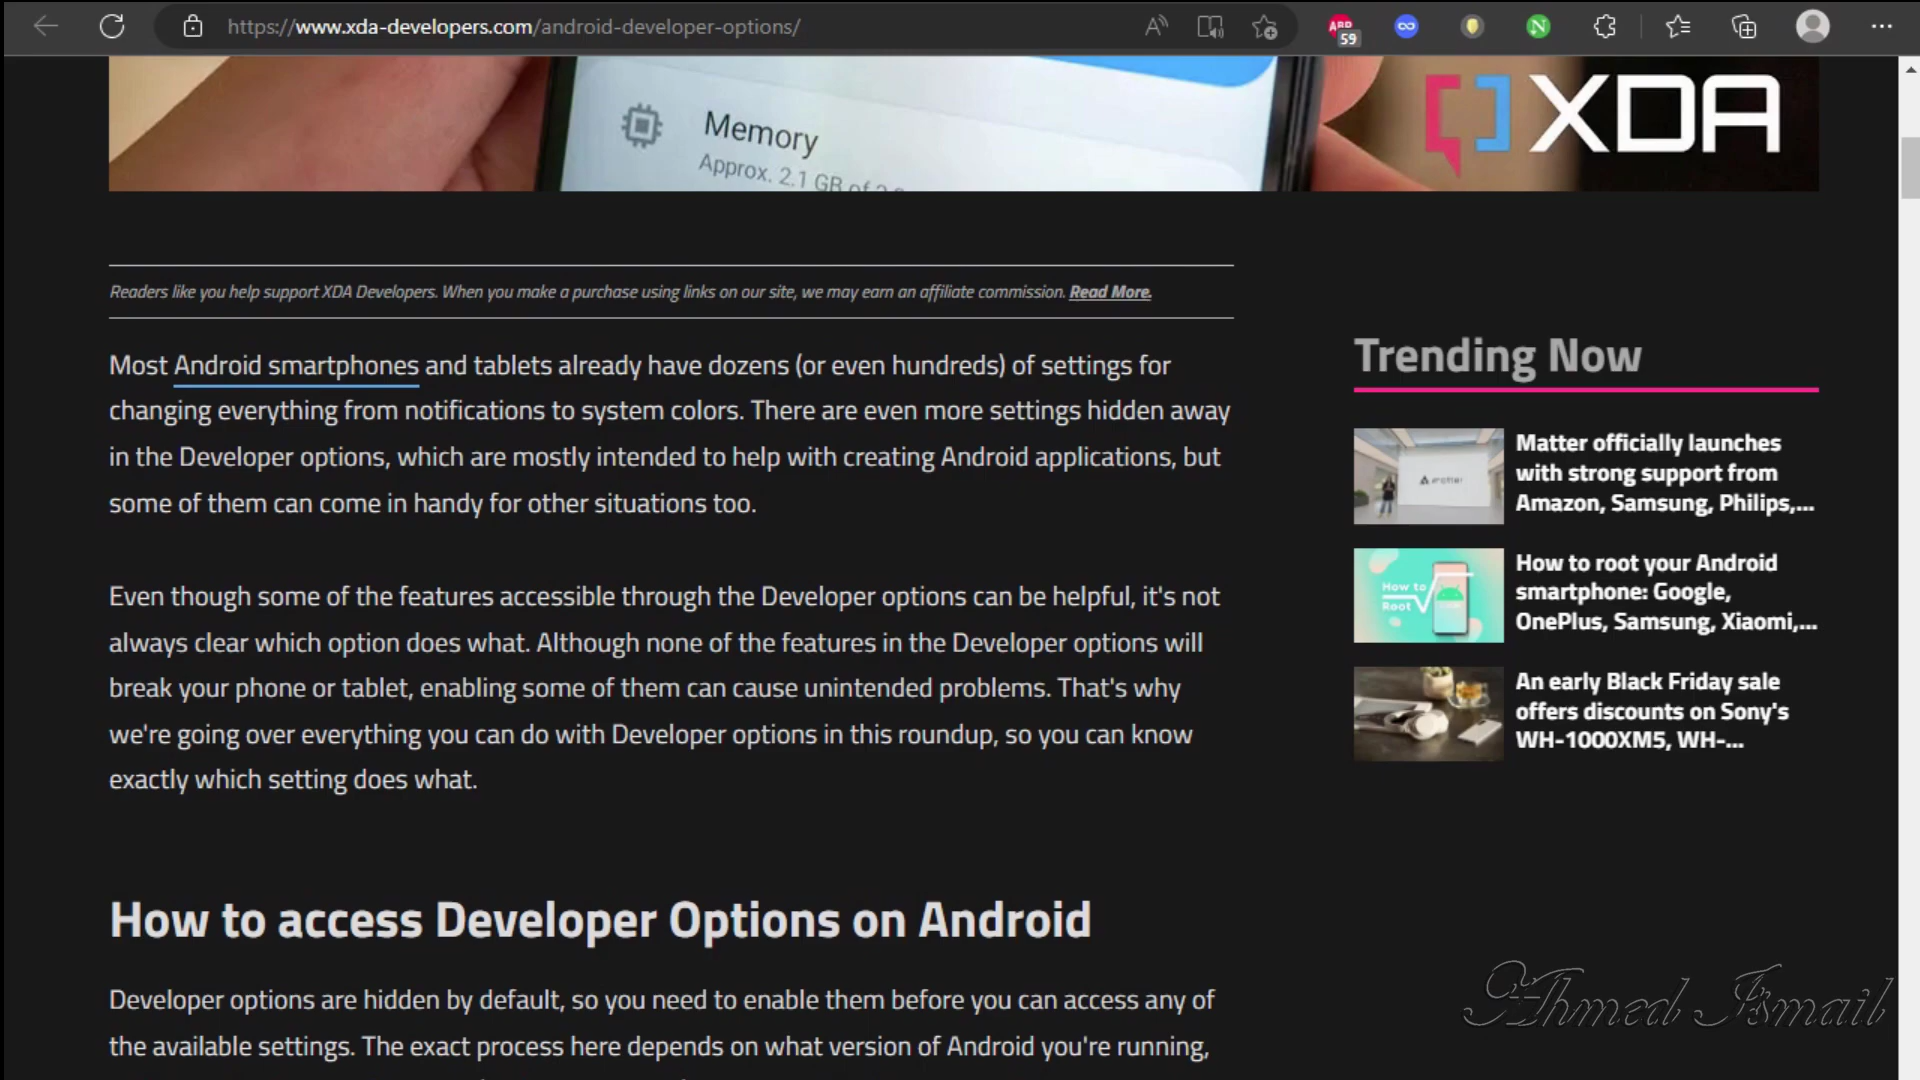 https://www.xda-developers.com/android-developer-options/
59
Memory
Approx. 2.1 GB of
XDA
Readers like you help support XDA Developers. When you make a purchase using links on our site, we may earn an affiliate commission. Read More.
Most Android smartphones and tablets already have dozens (or even hundreds) of settings for
changing everything from notifications to system colors. There are even more settings hidden away
in the Developer options, which are mostly intended to help with creating Android applications, but
some of them can come in handy for other situations too.
Even though some of the features accessible through the Developer options can be helpful, it's not
always clear which option does what. Although none of the features in the Developer options will
break your phone or tablet, enabling some of them can cause unintended problems. That's why
we're going over everything you can do with Developer options in this roundup, so you can know
exactly which setting does what.
How to access Developer Options on Android
Developer options are hidden by default, so you need to enable them before you can access any of
the available settings. The exact process here depends on what version of Android you're running,
Trending Now
matter
Matter officially launches
with strong support from
Amazon, Samsung, Philips,...
How to
Root
How to root your Android
smartphone: Google,
OnePlus, Samsung, Xiaomi,...
An early Black Friday sale
offers discounts on Sony's
WH-1000XM5, WH-...
Ahmed Ismail